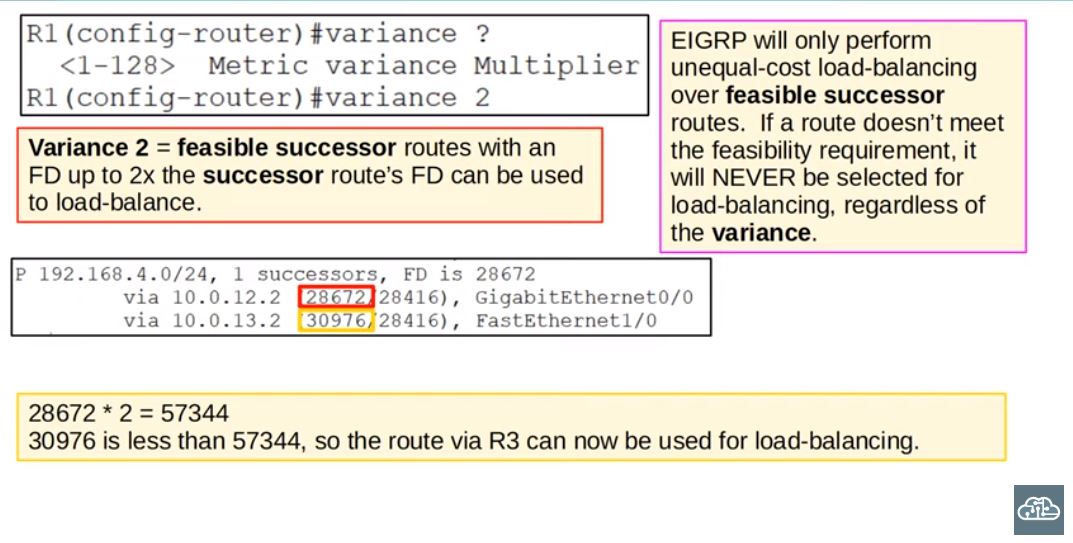 R1(config-router)#variance ?
<1-128> Metric variance Multiplier
R1(config-router)#variance 2
EIGRP will only perform
unequal-cost load-balancing
over feasible successor
routes. If a route doesn't meet
the feasibility requirement, it
will NEVER be selected for
load-balancing, regardless of
the variance.
Variance 2 = feasible successor routes with an
FD up to 2x the successor route's FD can be used
to load-balance.
P 192.168.4.0/24, 1 successors, FD is 28672
via 10.0.12.2 (28672/28416), GigabitEthernet0/0
via 10.0.13.2 (30976/28416), FastEthernet1/0
28672 * 2 = 57344
30976 is less than 57344, so the route via R3 can now be used for load-balancing.